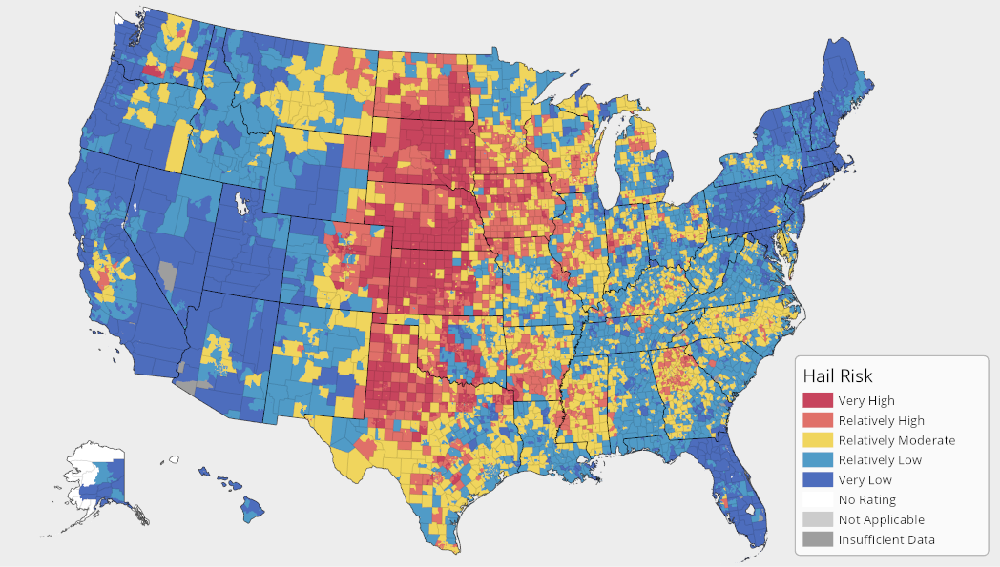 Hail Risk
Very High
Relatively High
Relatively Moderate
Relatively Low
Very Low
No Rating
Not Applicable
Insufficient Data